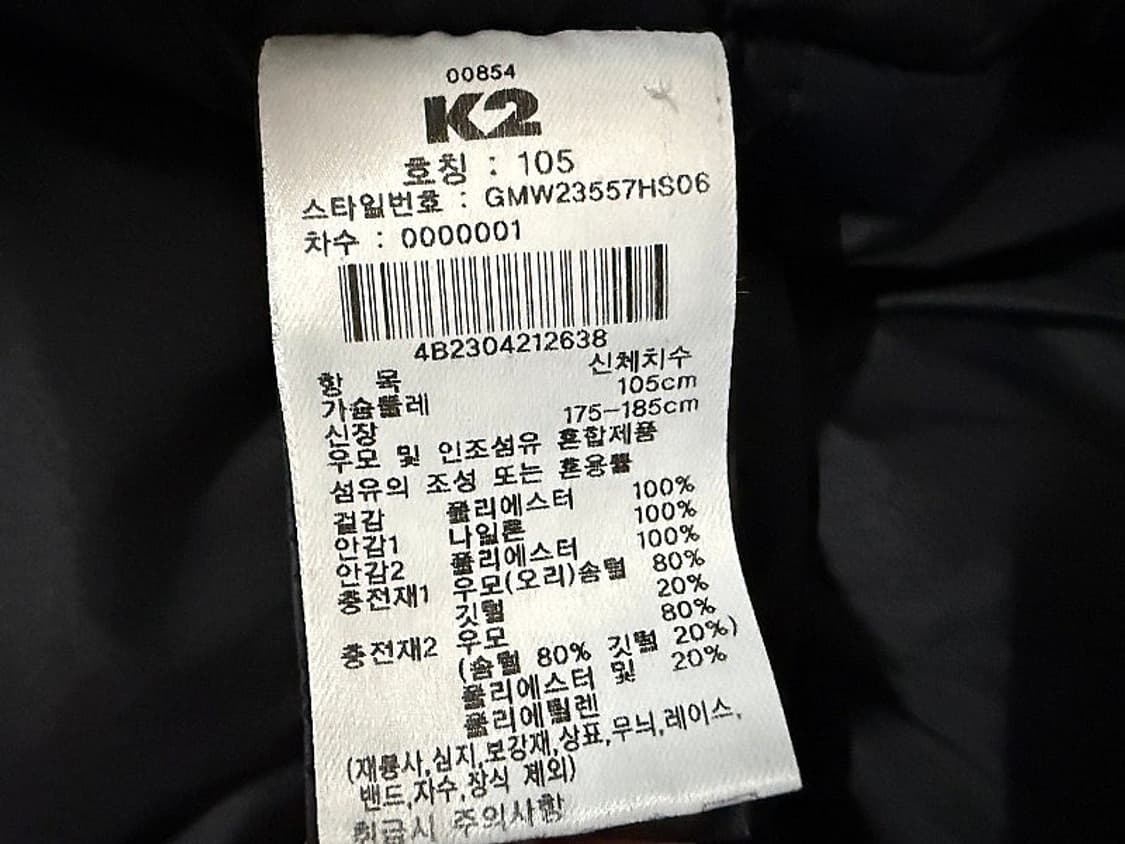 00854
K2
호칭 : 105
스타일번호 : GMW23557HS06
차수 : 0000001
4B2304212638
항 목 신체치수
가슴둘레 105cm
신장 175-185cm
우모 및 인조섬유 혼합제품
섬유의 조성 또는 혼용률
겉감 폴리에스터 100%
안감1 나일론 100%
안감2 폴리에스터 100%
충전재1 우모(오리)솜털 80%
깃털 20%
충전재2 우모 80%
(솜털 80% 깃털 20%)
폴리에스터 및 20%
폴리에틸렌
(재봉사,심지,보강재,상표,무늬,레이스,
밴드,자수,장식 제외)
취급시 주의사항